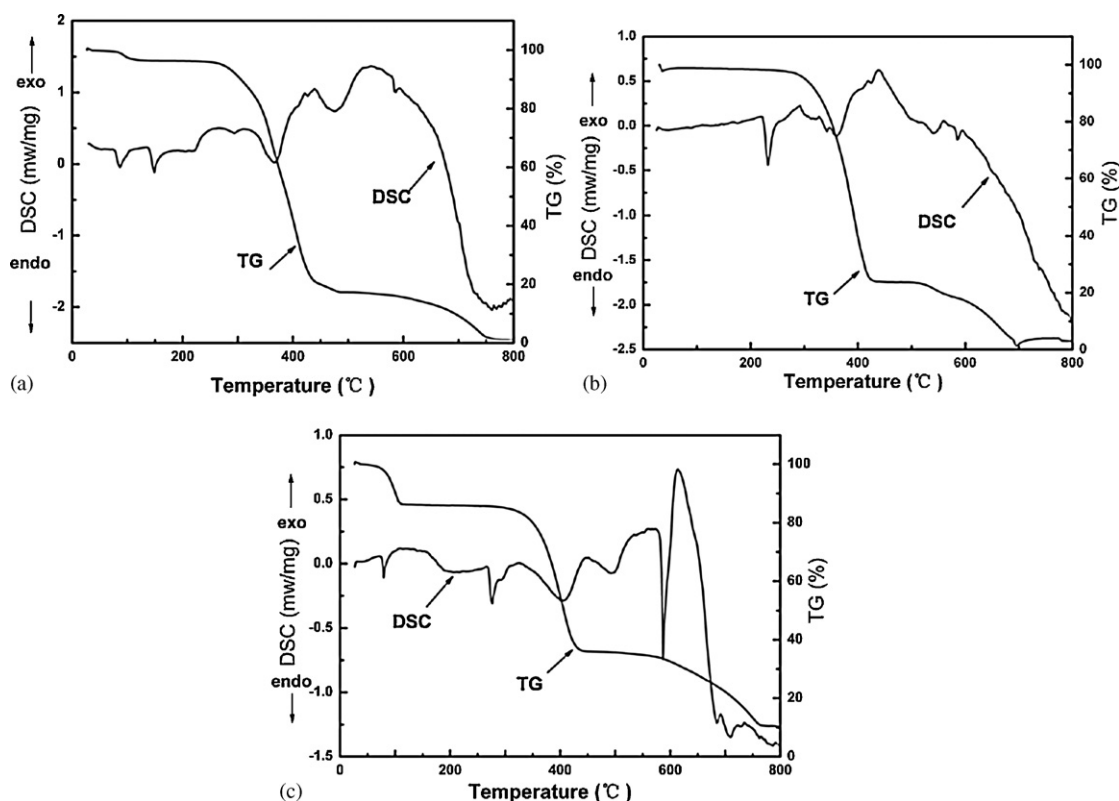 2
1
0
-1
-2
exo
DSC (mw/mg)
endo
100
80
60
40
20
0
TG (%)
DSC
TG
0 200 400 600 800
Temperature (℃)
(a)
1.0
0.5
0.0
-0.5
-1.0
-1.5
-2.0
-2.5
exo
DSC (mw/mg)
endo
100
80
60
40
20
0
TG (%)
DSC
TG
0 200 400 600 800
Temperature (℃)
(b)
1.0
0.5
0.0
-0.5
-1.0
-1.5
exo
DSC (mw/mg)
endo
100
80
60
40
20
0
TG (%)
DSC
TG
0 200 400 600 800
Temperature (℃)
(c)